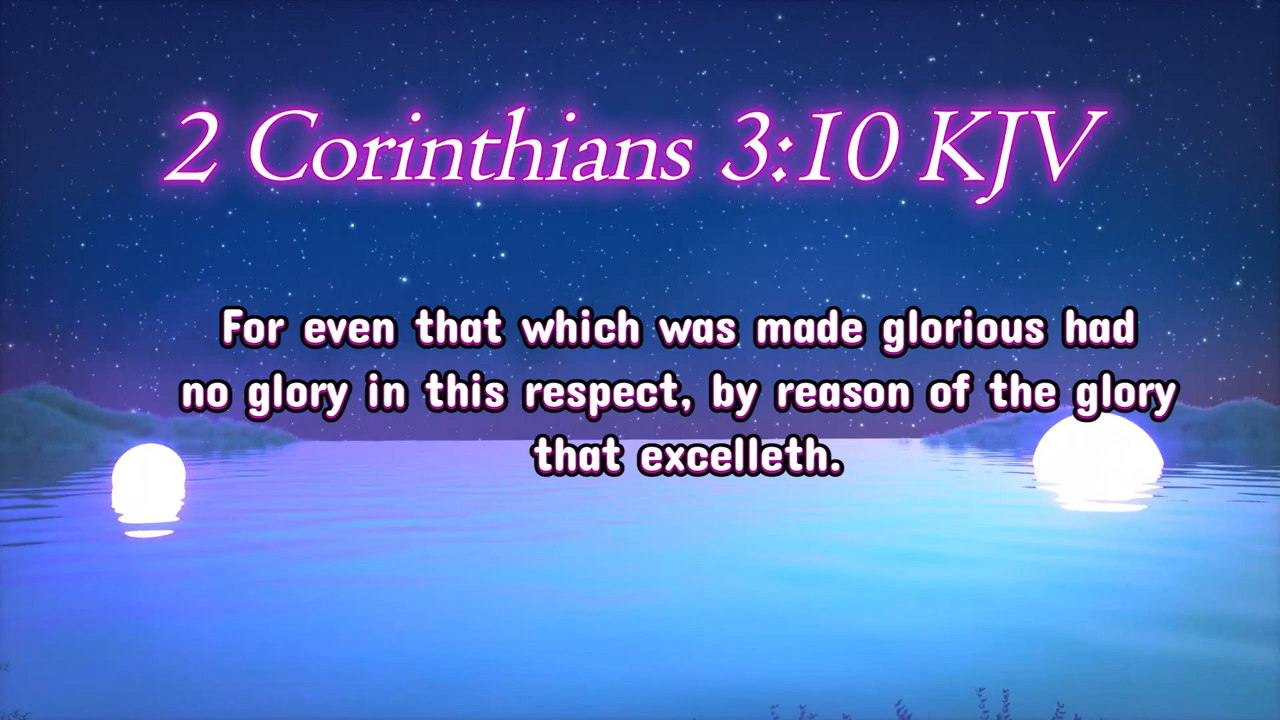 2 Corinthians 3:10 KJV
For even that which was made glorious had
no glory in this respect, by reason of the glory
that excelleth.